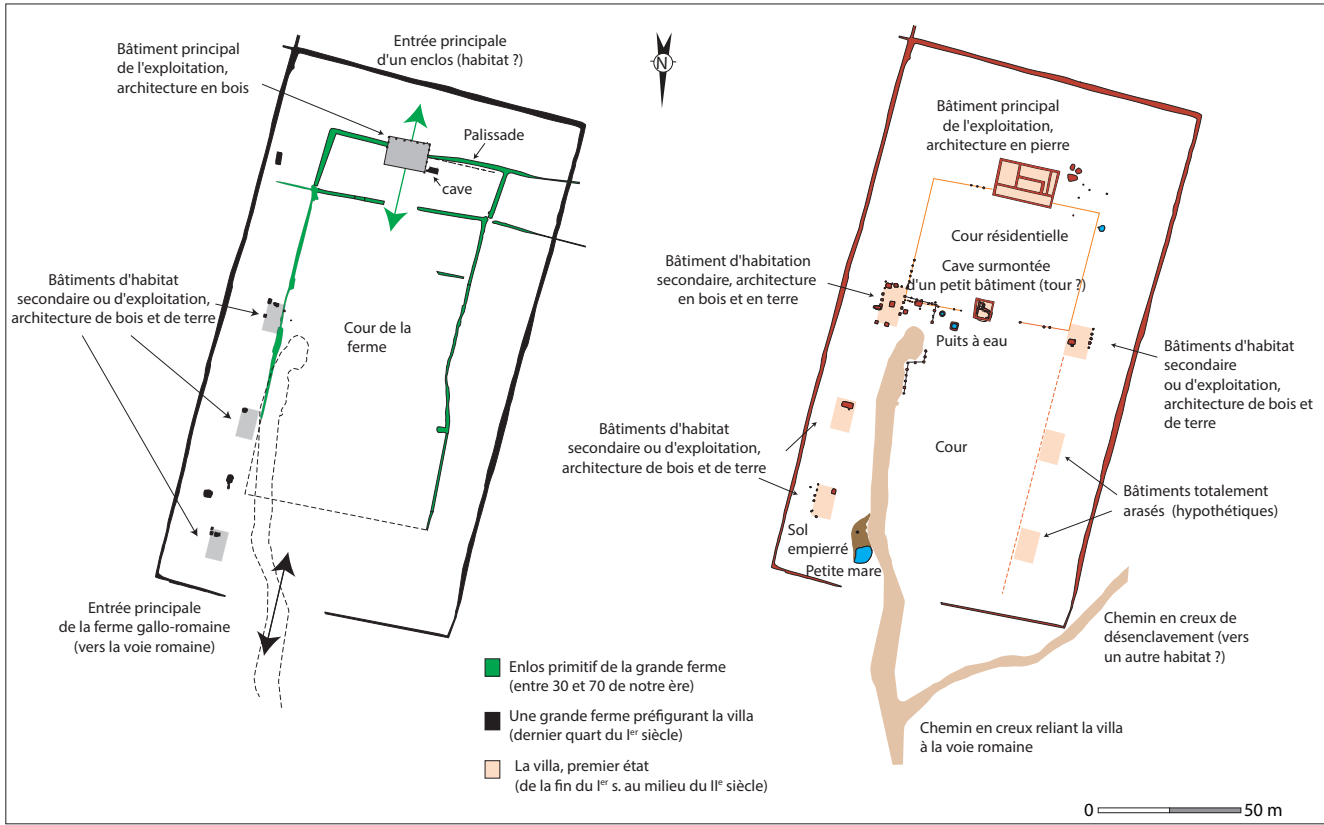 Bâtiment principal
de l'exploitation,
architecture en bois
Entrée principale
d'un enclos (habitat ?)
N
Palissade
cave
Bâtiments d'habitat
secondaire ou d'exploitation,
architecture de bois et de terre
Cour de la
ferme
Entrée principale
de la ferme gallo-romaine
(vers la voie romaine)
Bâtiment principal
de l'exploitation,
architecture en pierre
Cour résidentielle
Bâtiment d'habitation
secondaire, architecture
en bois et en terre
Cave surmontée
d'un petit bâtiment (tour ?)
Puits à eau
Bâtiments d'habitat
secondaire
ou d'exploitation,
architecture de bois et
de terre
Bâtiments d'habitat
secondaire ou d'exploitation,
architecture de bois et de terre
Cour
Bâtiments totalement
arasés (hypothétiques)
Sol
empierré
Petite mare
Chemin en creux de
désenclavement (vers
un autre habitat ?)
Chemin en creux reliant la villa
à la voie romaine
Enlos primitif de la grande ferme
(entre 30 et 70 de notre ère)
Une grande ferme préfigurant la villa
(dernier quart du Ier siècle)
La villa, premier état
(de la fin du Ier s. au milieu du IIe siècle)
0 50 m